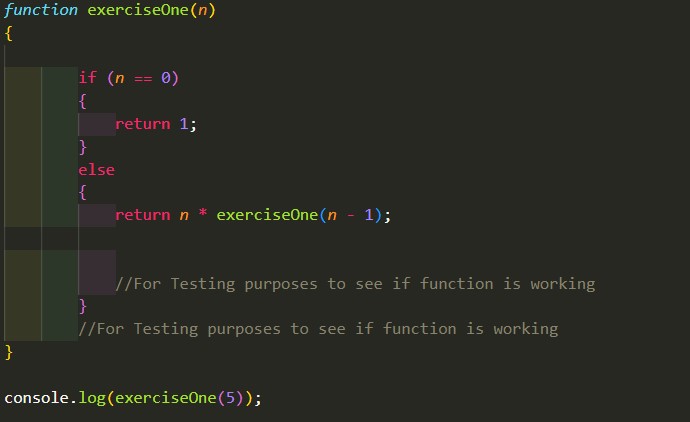 function exerciseOne(n)
{
if (n == 0)
{
return 1;
}
else
{
return n * exerciseOne(n - 1);
//For Testing purposes to see if function is working
}
//For Testing purposes to see if function is working
}
console.log(exerciseOne(5));